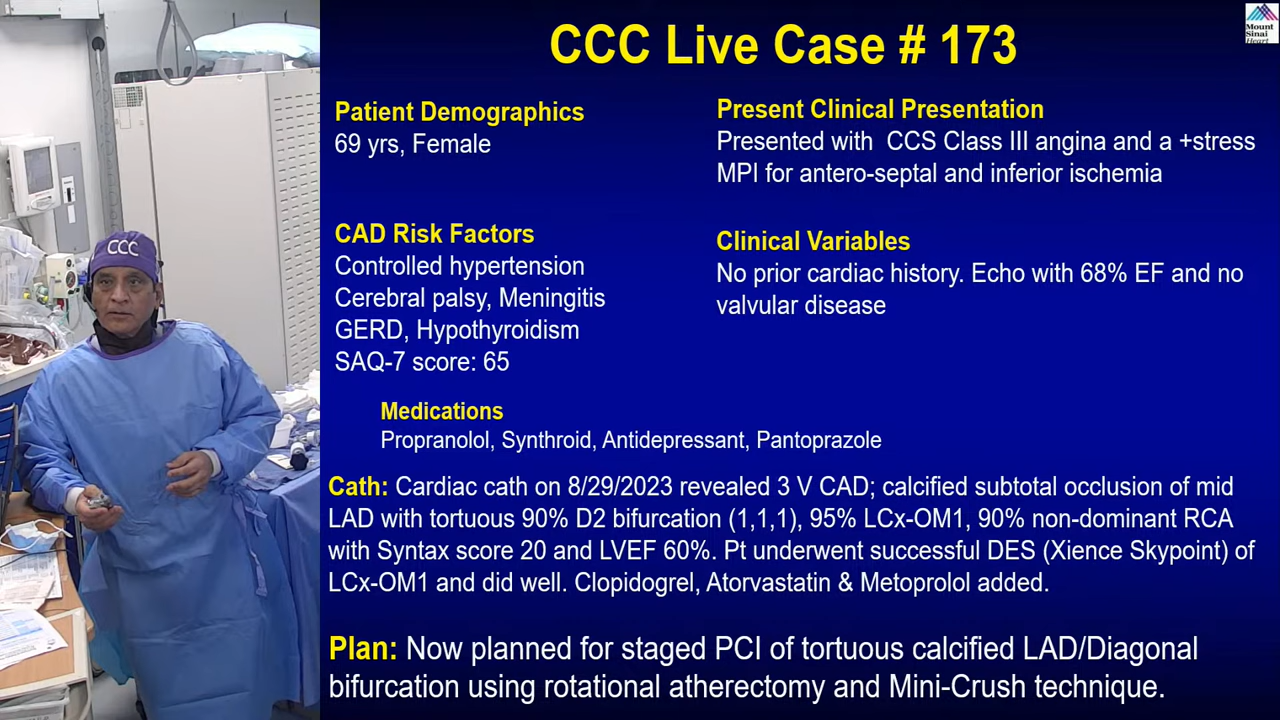 CCC Live Case # 173
Mount
Sinai
Heart
Patient Demographics
69 yrs, Female
Present Clinical Presentation
Presented with CCS Class III angina and a +stress
MPI for antero-septal and inferior ischemia
CAD Risk Factors
Controlled hypertension
Cerebral palsy, Meningitis
GERD, Hypothyroidism
SAQ-7 score: 65
Clinical Variables
No prior cardiac history. Echo with 68% EF and no
valvular disease
Medications
Propranolol, Synthroid, Antidepressant, Pantoprazole
Cath: Cardiac cath on 8/29/2023 revealed 3 V CAD; calcified subtotal occlusion of mid
LAD with tortuous 90% D2 bifurcation (1,1,1), 95% LCx-OM1, 90% non-dominant RCA
with Syntax score 20 and LVEF 60%. Pt underwent successful DES (Xience Skypoint) of
LCx-OM1 and did well. Clopidogrel, Atorvastatin & Metoprolol added.
Plan: Now planned for staged PCI of tortuous calcified LAD/Diagonal
bifurcation using rotational atherectomy and Mini-Crush technique.
CCC